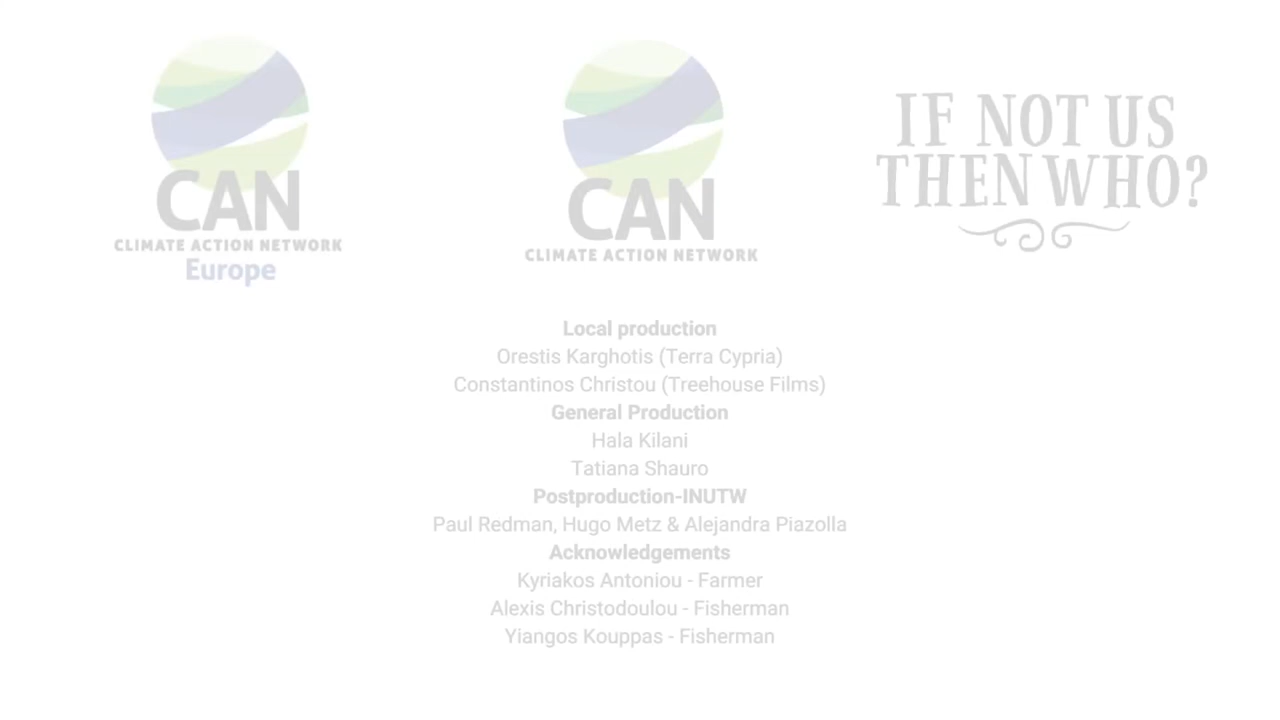 CAN
CLIMATE ACTION NETWORK
Europe
CAN
CLIMATE ACTION NETWORK
IF NOT US
THEN WHO?
Local production
Orestis Karghotis (Terra Cypria)
Constantinos Christou (Treehouse Films)
General Production
Hala Kilani
Tatiana Shauro
Postproduction-INUTW
Paul Redman, Hugo Metz & Alejandra Piazolla
Acknowledgements
Kyriakos Antoniou - Farmer
Alexis Christodoulou - Fisherman
Yiangos Kouppas - Fisherman